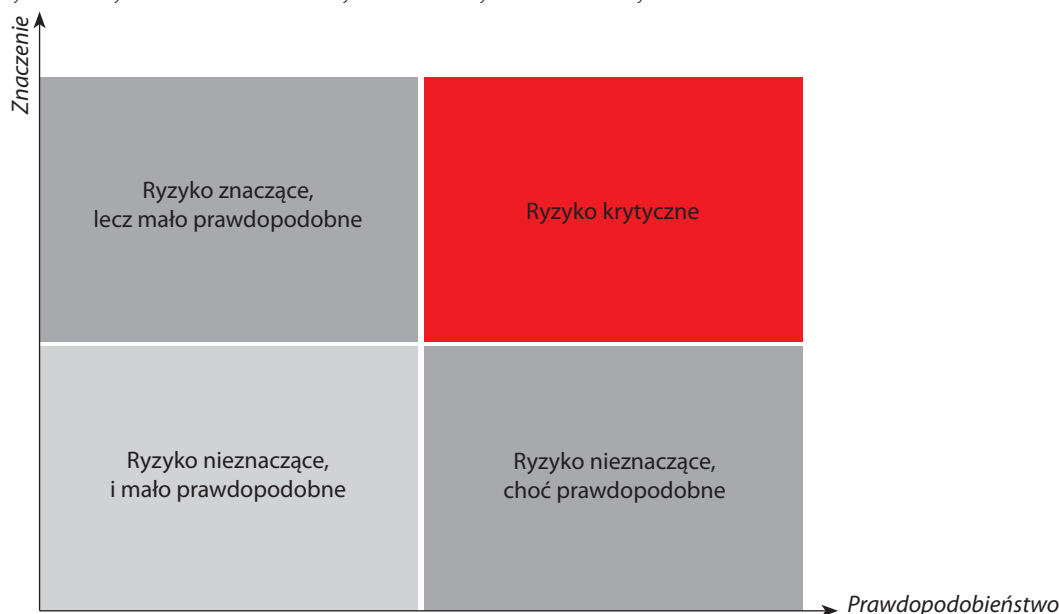 Znaczenie
Ryzyko znaczące,
lecz mało prawdopodobne
Ryzyko krytyczne
Ryzyko nieznaczące,
i mało prawdopodobne
Ryzyko nieznaczące,
choć prawdopodobne
Prawdopodobieństwo